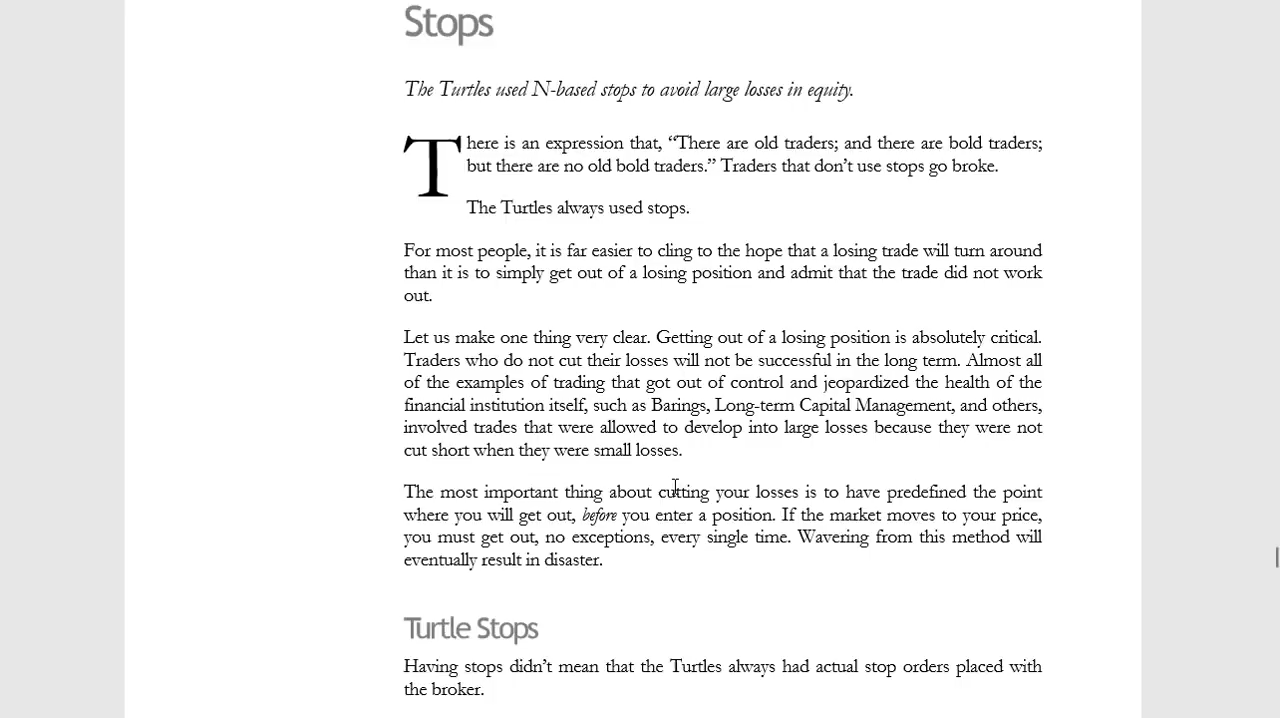 Stops
The Turtles used N-based stops to avoid large losses in equity.
There is an expression that, “There are old traders; and there are bold traders;
but there are no old bold traders.” Traders that don’t use stops go broke.
The Turtles always used stops.
For most people, it is far easier to cling to the hope that a losing trade will turn around
than it is to simply get out of a losing position and admit that the trade did not work
out.
Let us make one thing very clear. Getting out of a losing position is absolutely critical.
Traders who do not cut their losses will not be successful in the long term. Almost all
of the examples of trading that got out of control and jeopardized the health of the
financial institution itself, such as Barings, Long-term Capital Management, and others,
involved trades that were allowed to develop into large losses because they were not
cut short when they were small losses.
The most important thing about cutting your losses is to have predefined the point
where you will get out, before you enter a position. If the market moves to your price,
you must get out, no exceptions, every single time. Wavering from this method will
eventually result in disaster.
Turtle Stops
Having stops didn’t mean that the Turtles always had actual stop orders placed with
the broker.